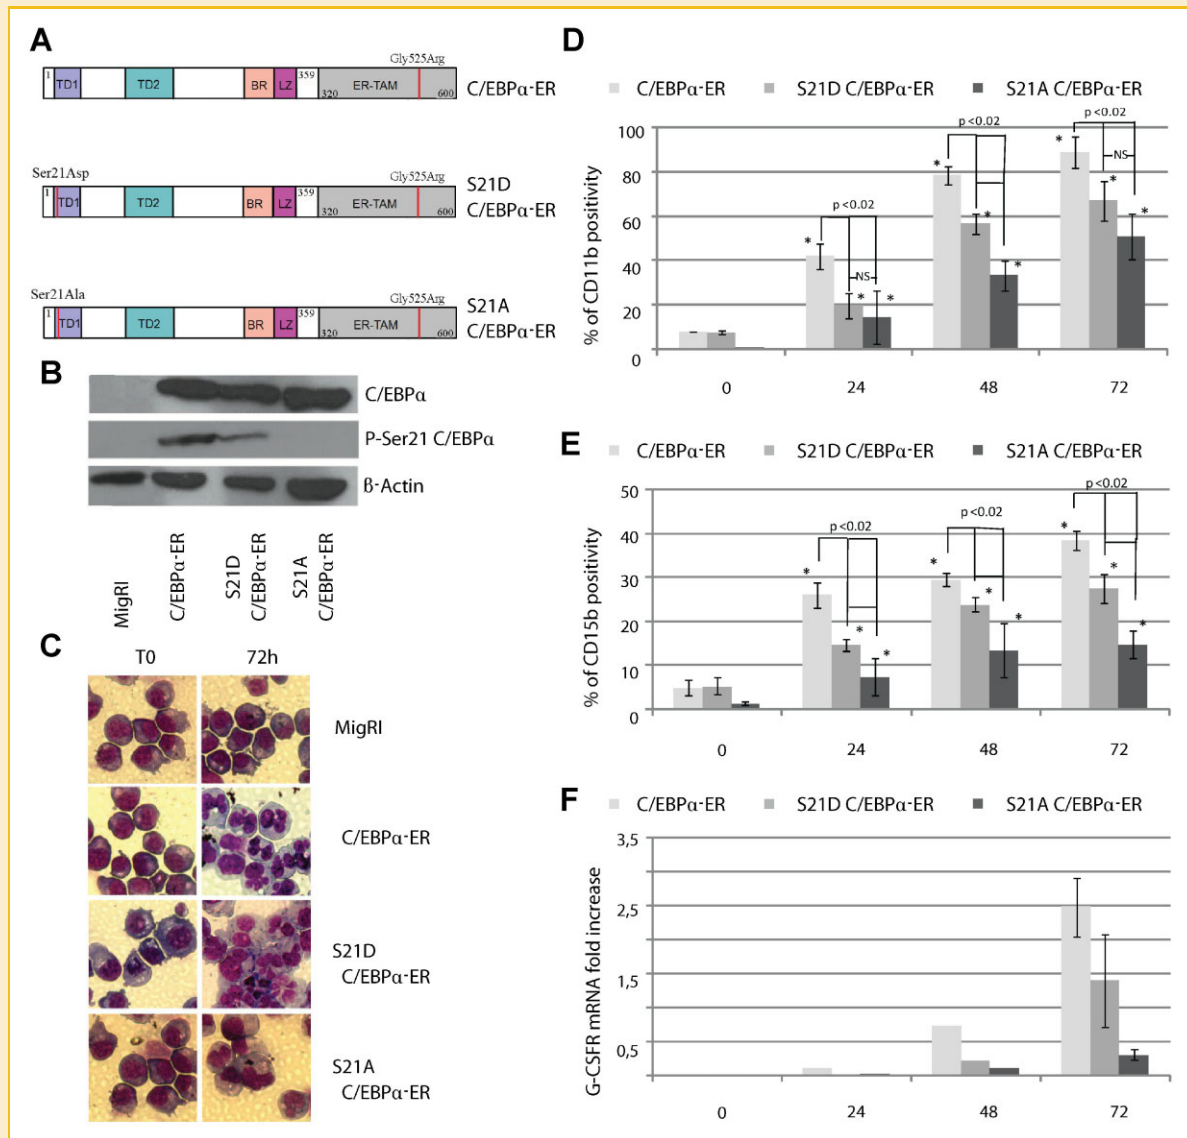 A
Gly525Arg
1 TD1 TD2 BR LZ 359 320 ER-TAM 600
C/EBPα-ER
Ser21Asp
Gly525Arg
1 TD1 TD2 BR LZ 359 320 ER-TAM 600
S21D
C/EBPα-ER
Ser21Ala
Gly525Arg
1 TD1 TD2 BR LZ 359 320 ER-TAM 600
S21A
C/EBPα-ER
B
C/EBPα
P-Ser21 C/EBPα
ß-Actin
MigRI
C/EBPα-ER
S21D
C/EBPα-ER
S21A
C/EBPα-ER
C
T0 72h
MigRI
C/EBPα-ER
S21D
C/EBPα-ER
S21A
C/EBPα-ER
D
C/EBPα-ER S21D C/EBPα-ER S21A C/EBPα-ER
% of CD11b positivity
100
80
60
40
20
0
* p <0.02 * * NS
* p <0.02 * *
* p <0.02 * NS *
0 24 48 72
E
C/EBPα-ER S21D C/EBPα-ER S21A C/EBPα-ER
% of CD15b positivity
50
40
30
20
10
0
* p <0.02 * *
* p <0.02 * *
* p <0.02 * *
0 24 48 72
F
C/EBPα-ER S21D C/EBPα-ER S21A C/EBPα-ER
G-CSFR mRNA fold increase
3,5
2,5
1,5
0,5
0 24 48 72